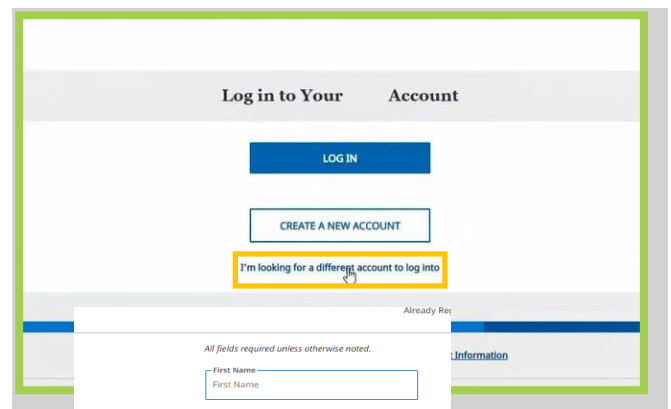 Log in to Your Account
LOG IN
CREATE A NEW ACCOUNT
I'm looking for a different account to log into
Already Reg
All fields required unless otherwise noted.
Information
First Name
First Name